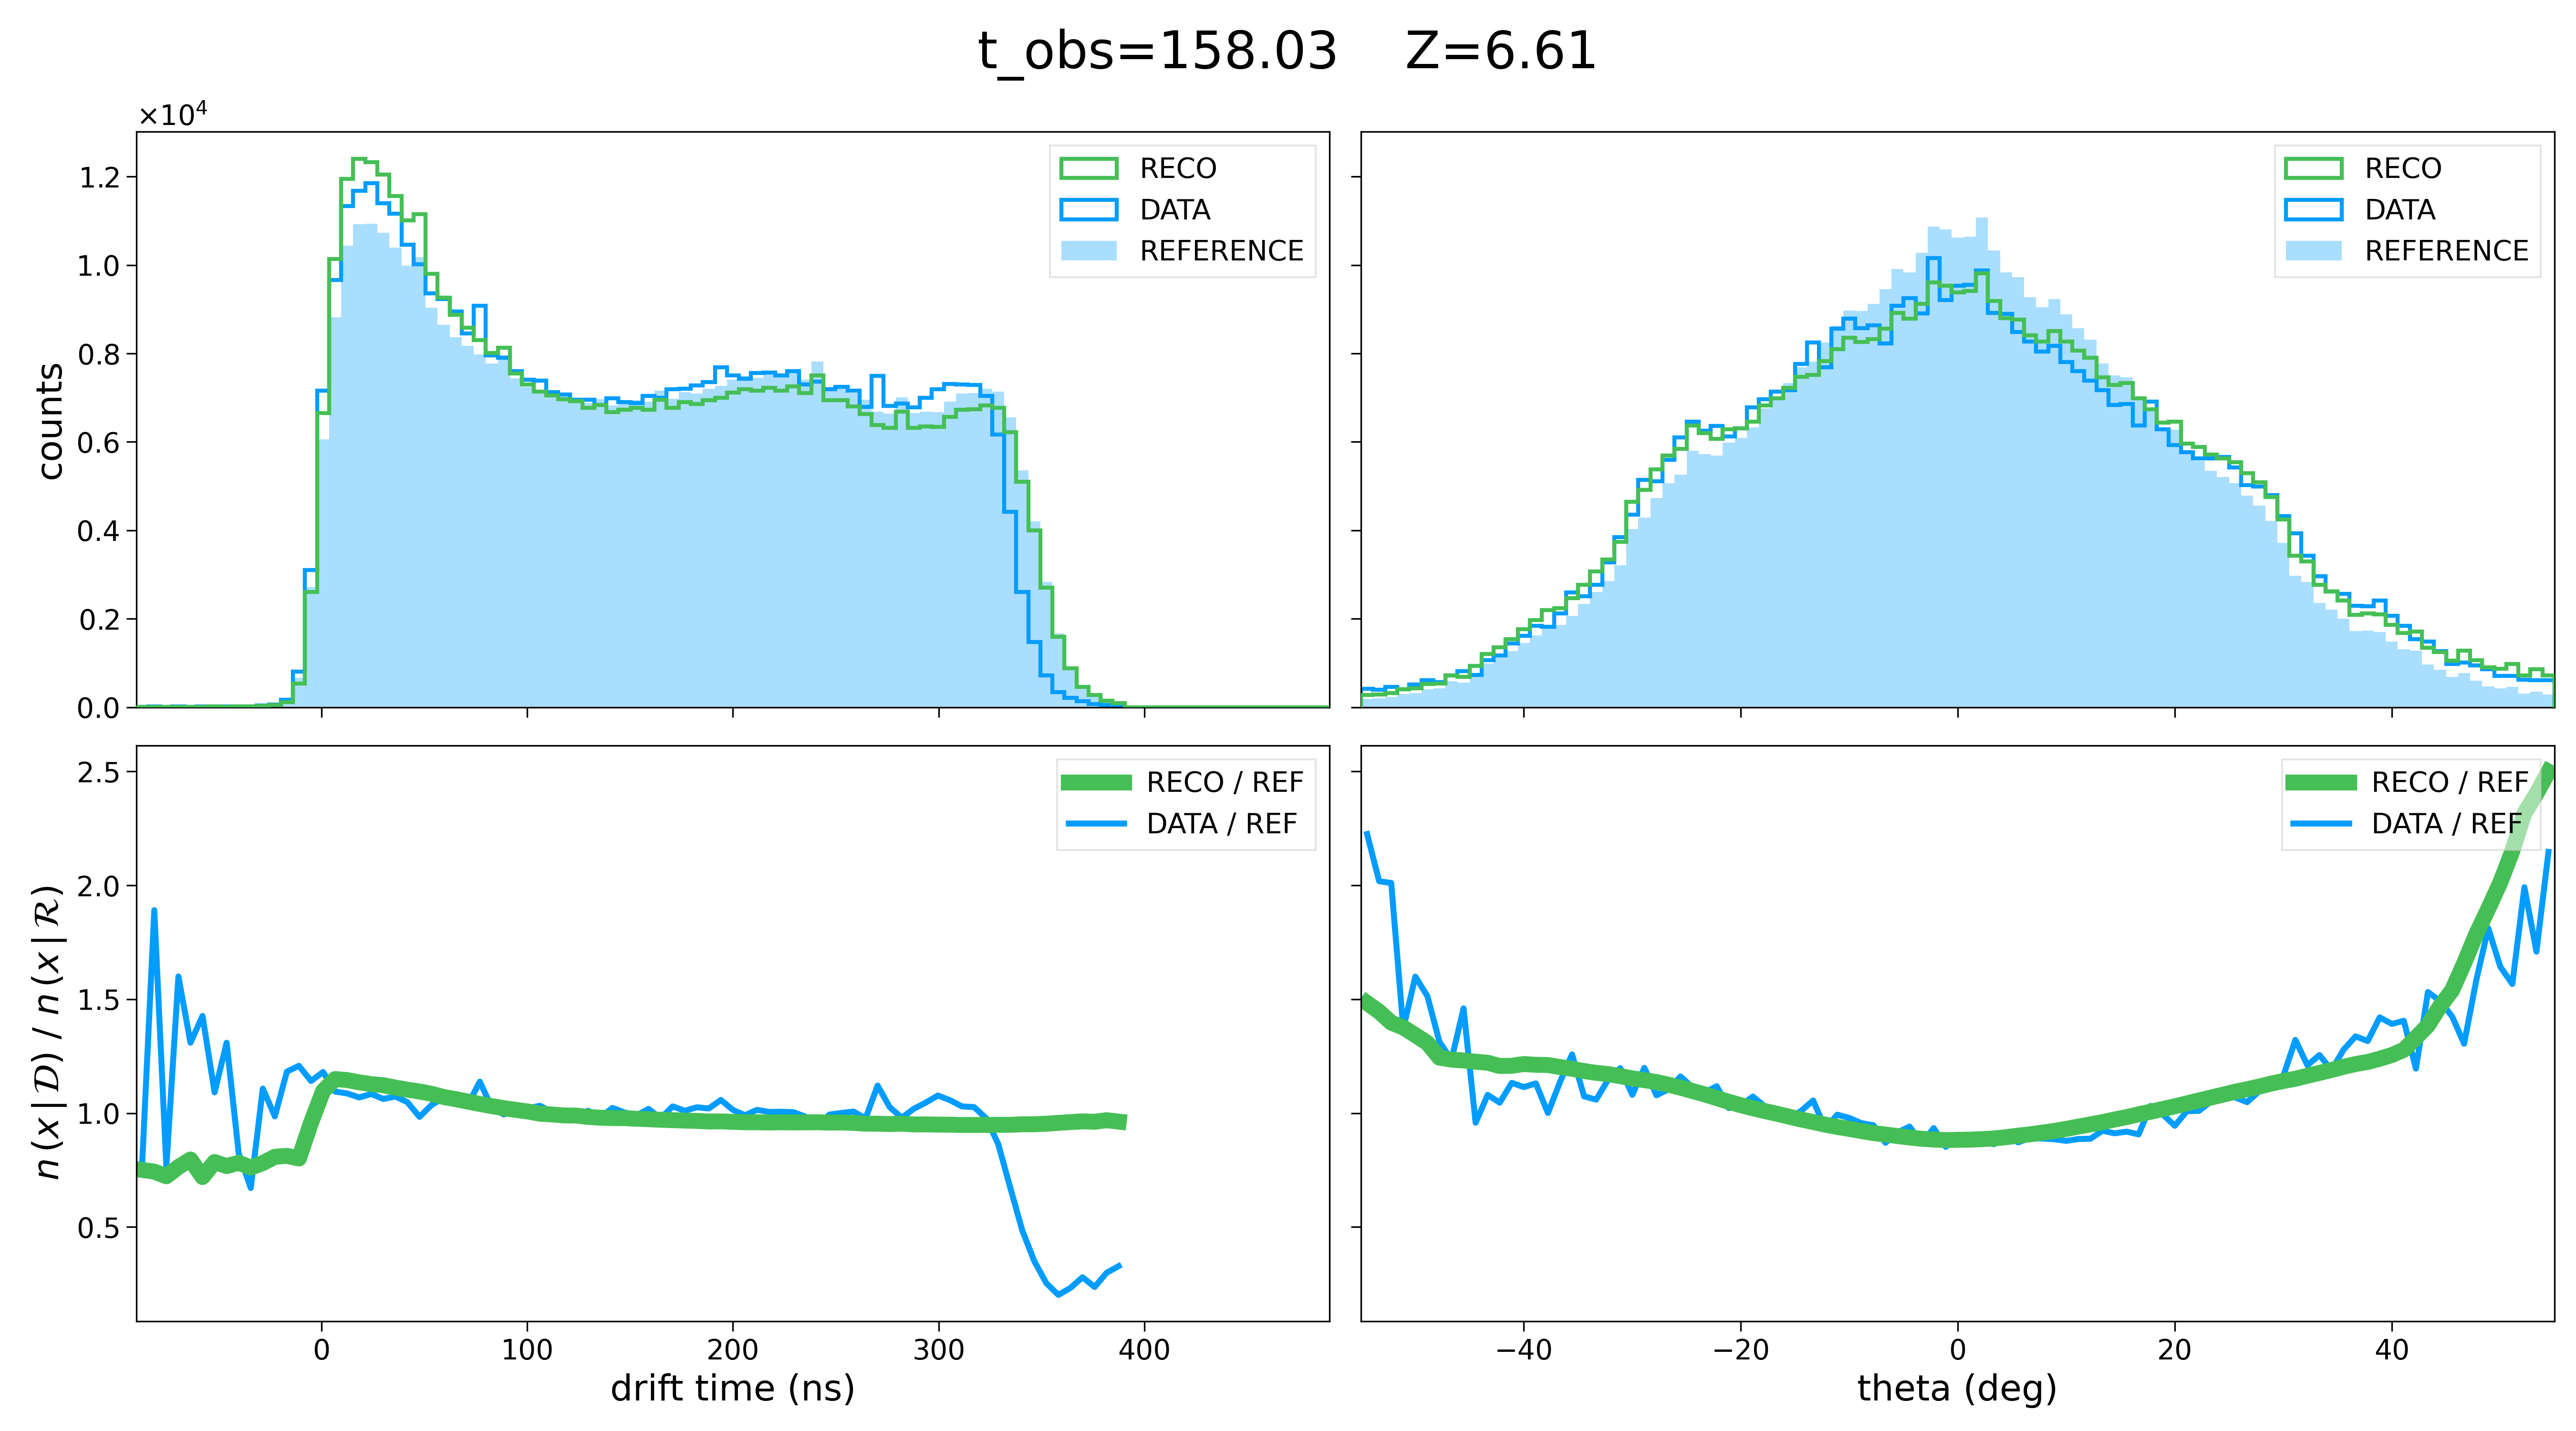 t_obs=158.03 Z=6.61
×10⁴
1.2
1.0
0.8
0.6
0.4
0.2
0.0
counts
RECO
DATA
REFERENCE
RECO
DATA
REFERENCE
2.5
2.0
1.5
1.0
0.5
n(x|𝒟) / n(x|ℛ)
RECO / REF
DATA / REF
RECO / REF
DATA / REF
0 100 200 300 400
drift time (ns)
−40 −20 0 20 40
theta (deg)